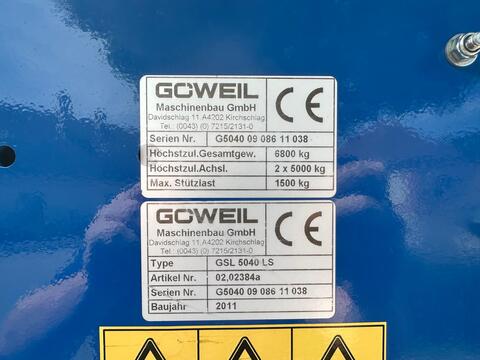 GÖWEIL
Maschinenbau GmbH
Davidschlag 11,A4202 Kirchschlag
Tel.: (0043) (0) 7215/2131-0
CE
Serien Nr. G5040 09 086 11 038
Höchstzul.Gesamtgew. 6800 kg
Höchstzul.Achsl. 2 x 5000 kg
Max. Stützlast 1500 kg
GÖWEIL
Maschinenbau GmbH
Davidschlag 11,A4202 Kirchschlag
Tel.: (0043) (0) 7215/2131-0
CE
Type GSL 5040 LS
Artikel Nr. 02,02384a
Serien Nr. G5040 09 086 11 038
Baujahr 2011